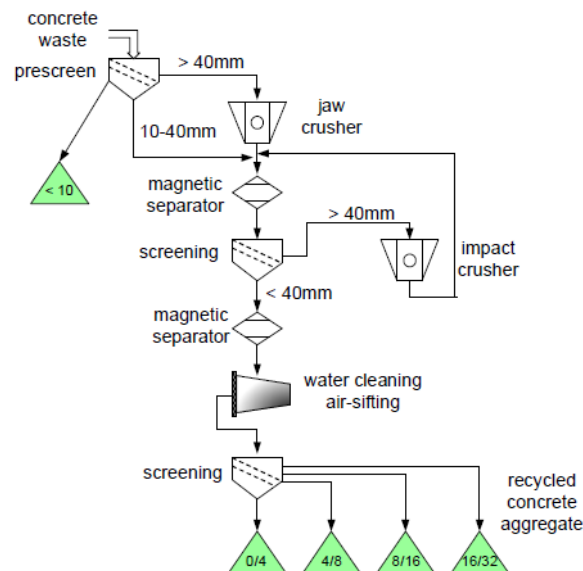 concrete
waste
prescreen
> 40mm
jaw
crusher
10-40mm
< 10
magnetic
separator
> 40mm
screening
impact
crusher
< 40mm
magnetic
separator
water cleaning
air-sifting
screening
recycled
concrete
aggregate
0/4
4/8
8/16
16/32